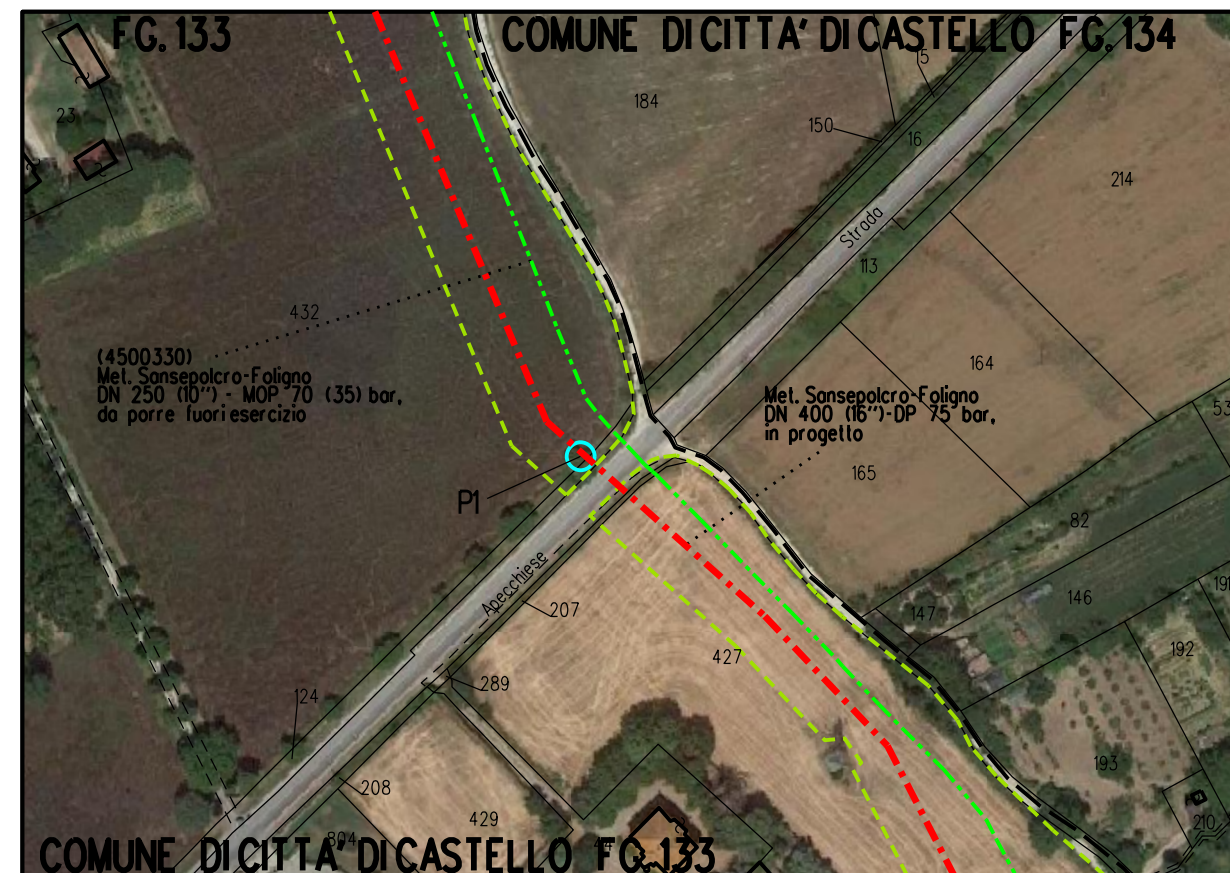 FG. 133
COMUNE DI CITTA' DI CASTELLO FG. 134
15
184
23
150
16
214
Strada
113
432
164
(4500330)
Met. Sansepolcro-Foligno
DN 250 (10") - MOP 70 (35) bar,
da porre fuori esercizio
Met. Sansepolcro-Foligno
DN 400 (16")-DP 75 bar,
in progetto
53
165
P1
82
Apecchiese
191
146
207
147
192
427
289
124
193
208
429
210
804
COMUNE DI CITTA' DI CASTELLO FG. 133